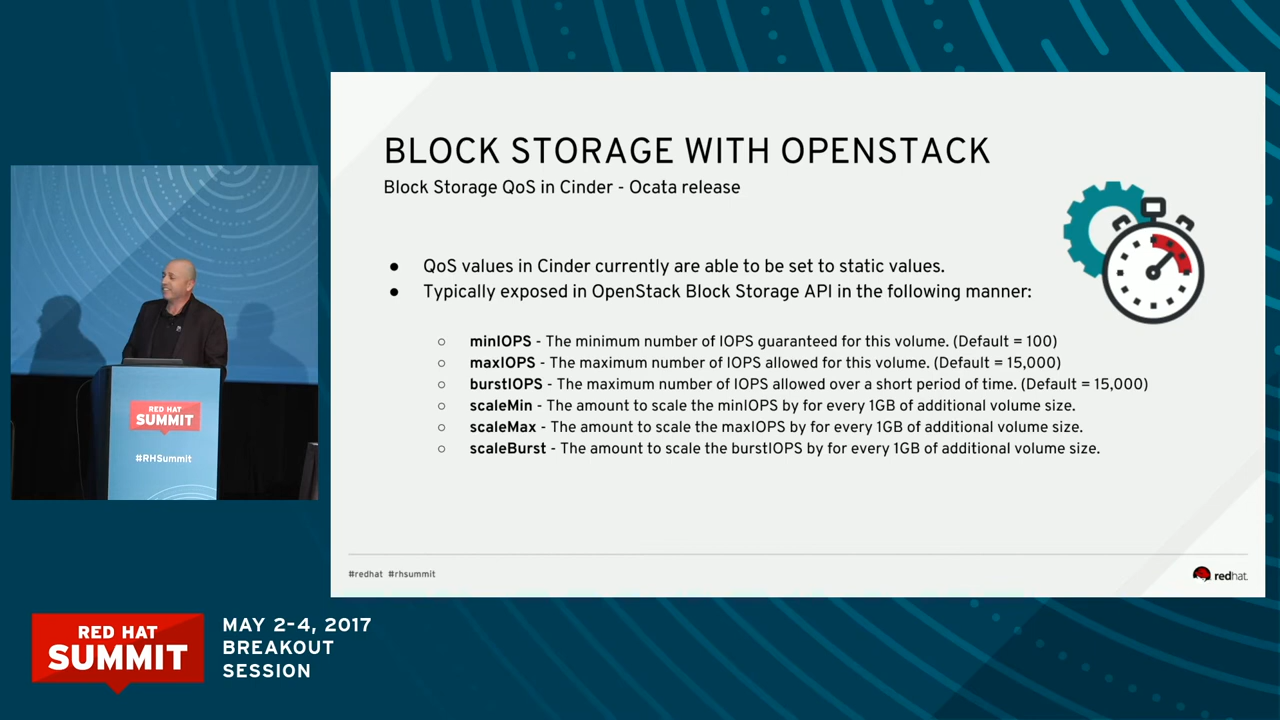 BLOCK STORAGE WITH OPENSTACK
Block Storage QoS in Cinder - Ocata release
● QoS values in Cinder currently are able to be set to static values.
● Typically exposed in OpenStack Block Storage API in the following manner:
○ minIOPS - The minimum number of IOPS guaranteed for this volume. (Default = 100)
○ maxIOPS - The maximum number of IOPS allowed for this volume. (Default = 15,000)
○ burstIOPS - The maximum number of IOPS allowed over a short period of time. (Default = 15,000)
○ scaleMin - The amount to scale the minIOPS by for every 1GB of additional volume size.
○ scaleMax - The amount to scale the maxIOPS by for every 1GB of additional volume size.
○ scaleBurst - The amount to scale the burstIOPS by for every 1GB of additional volume size.
#redhat #rhsummit
redhat.
RED HAT
SUMMIT
#RHSummit
RED HAT
SUMMIT
MAY 2-4, 2017
BREAKOUT
SESSION